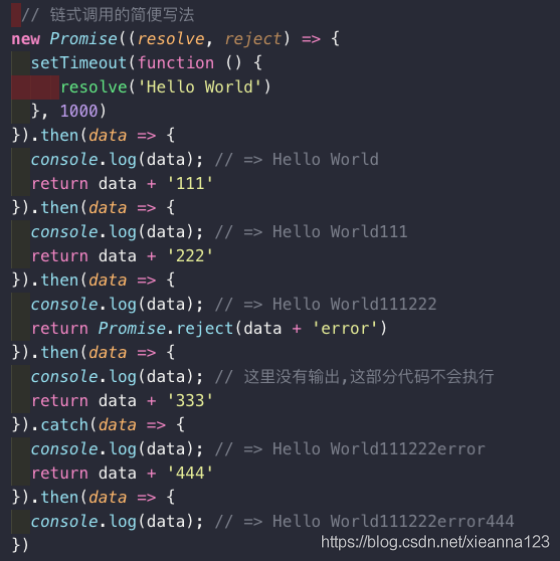 // 链式调用的简便写法
new Promise((resolve, reject) => {
  setTimeout(function () {
     resolve('Hello World')
  }, 1000)
}).then(data => {
  console.log(data); // => Hello World
  return data + '111'
}).then(data => {
  console.log(data); // => Hello World111
  return data + '222'
}).then(data => {
  console.log(data); // => Hello World111222
  return Promise.reject(data + 'error')
}).then(data => {
  console.log(data); // 这里没有输出,这部分代码不会执行
  return data + '333'
}).catch(data => {
  console.log(data); // => Hello World111222error
  return data + '444'
}).then(data => {
  console.log(data); // => Hello World111222error444
})
https://blog.csdn.net/xieanna123